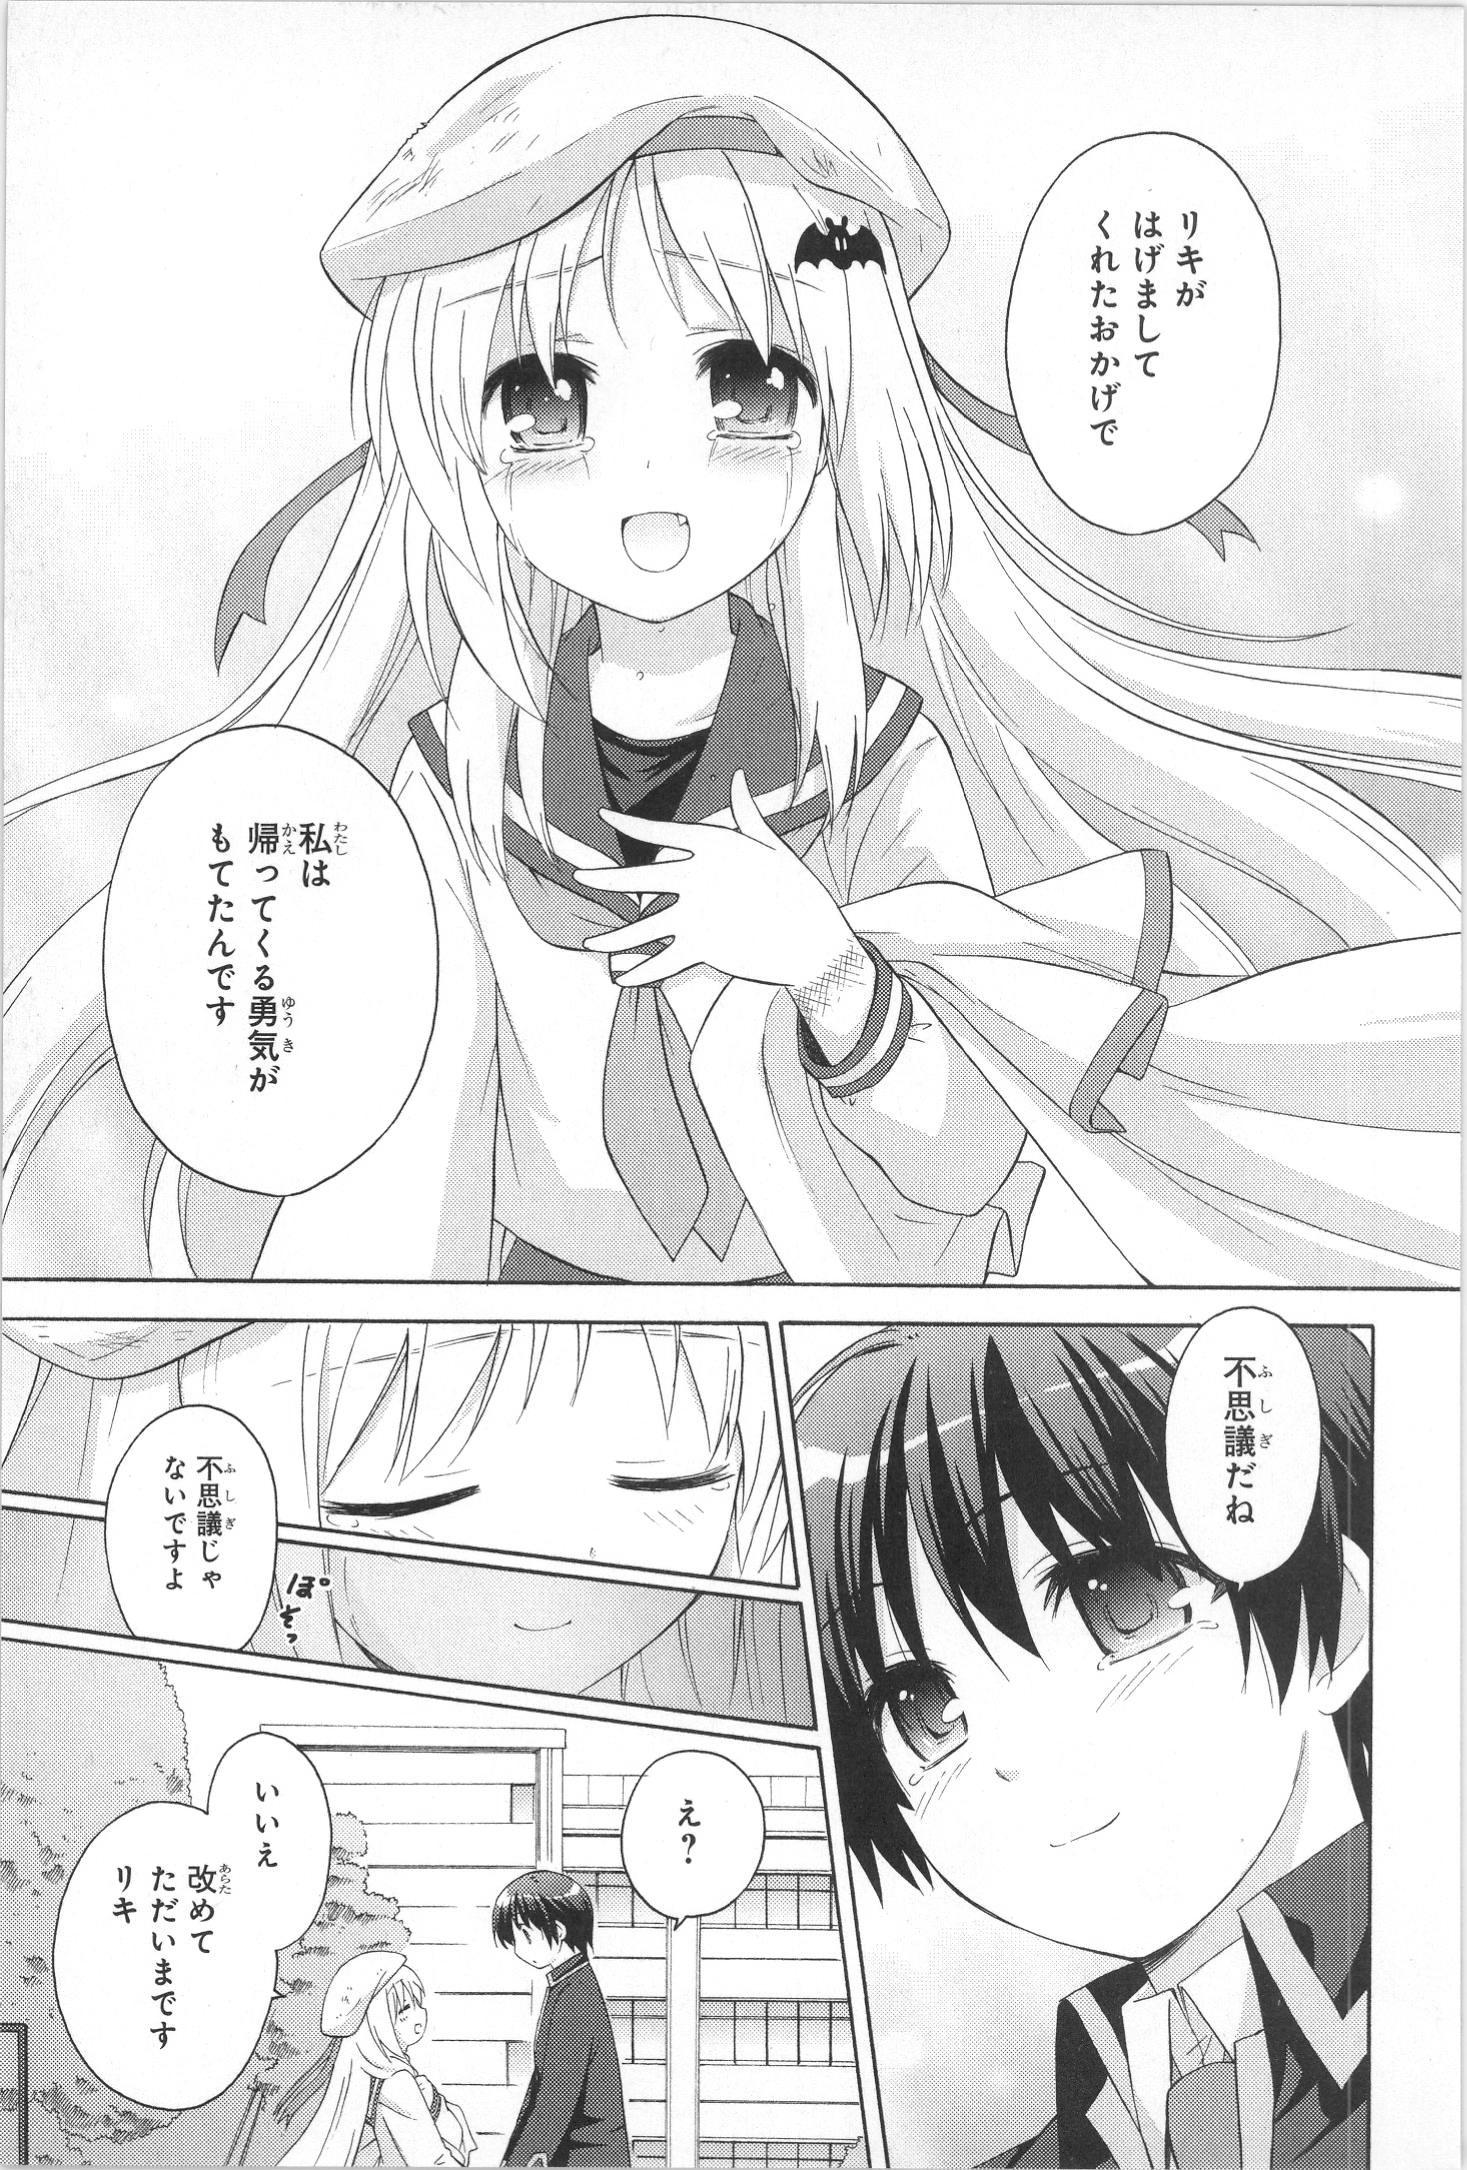 リキが
はげまして
くれたおかげで
私は
帰ってくる勇気が
もてたんです
不思議だね
不思議じゃ
ないですよ
ぽそっ
え？
いいえ
改めて
ただいまです
リキ